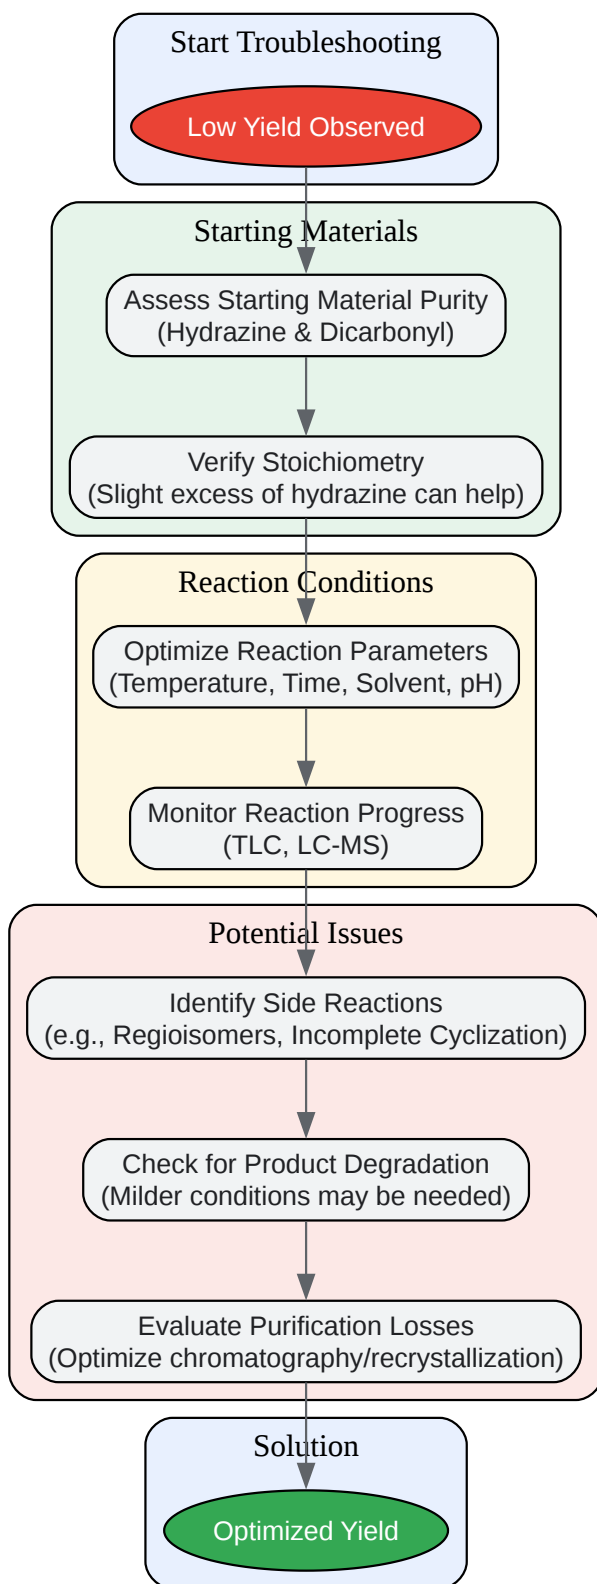 Start Troubleshooting
Low Yield Observed
Starting Materials
Assess Starting Material Purity
(Hydrazine & Dicarbonyl)
Verify Stoichiometry
(Slight excess of hydrazine can help)
Reaction Conditions
Optimize Reaction Parameters
(Temperature, Time, Solvent, pH)
Monitor Reaction Progress
(TLC, LC-MS)
Potential Issues
Identify Side Reactions
(e.g., Regioisomers, Incomplete Cyclization)
Check for Product Degradation
(Milder conditions may be needed)
Evaluate Purification Losses
(Optimize chromatography/recrystallization)
Solution
Optimized Yield